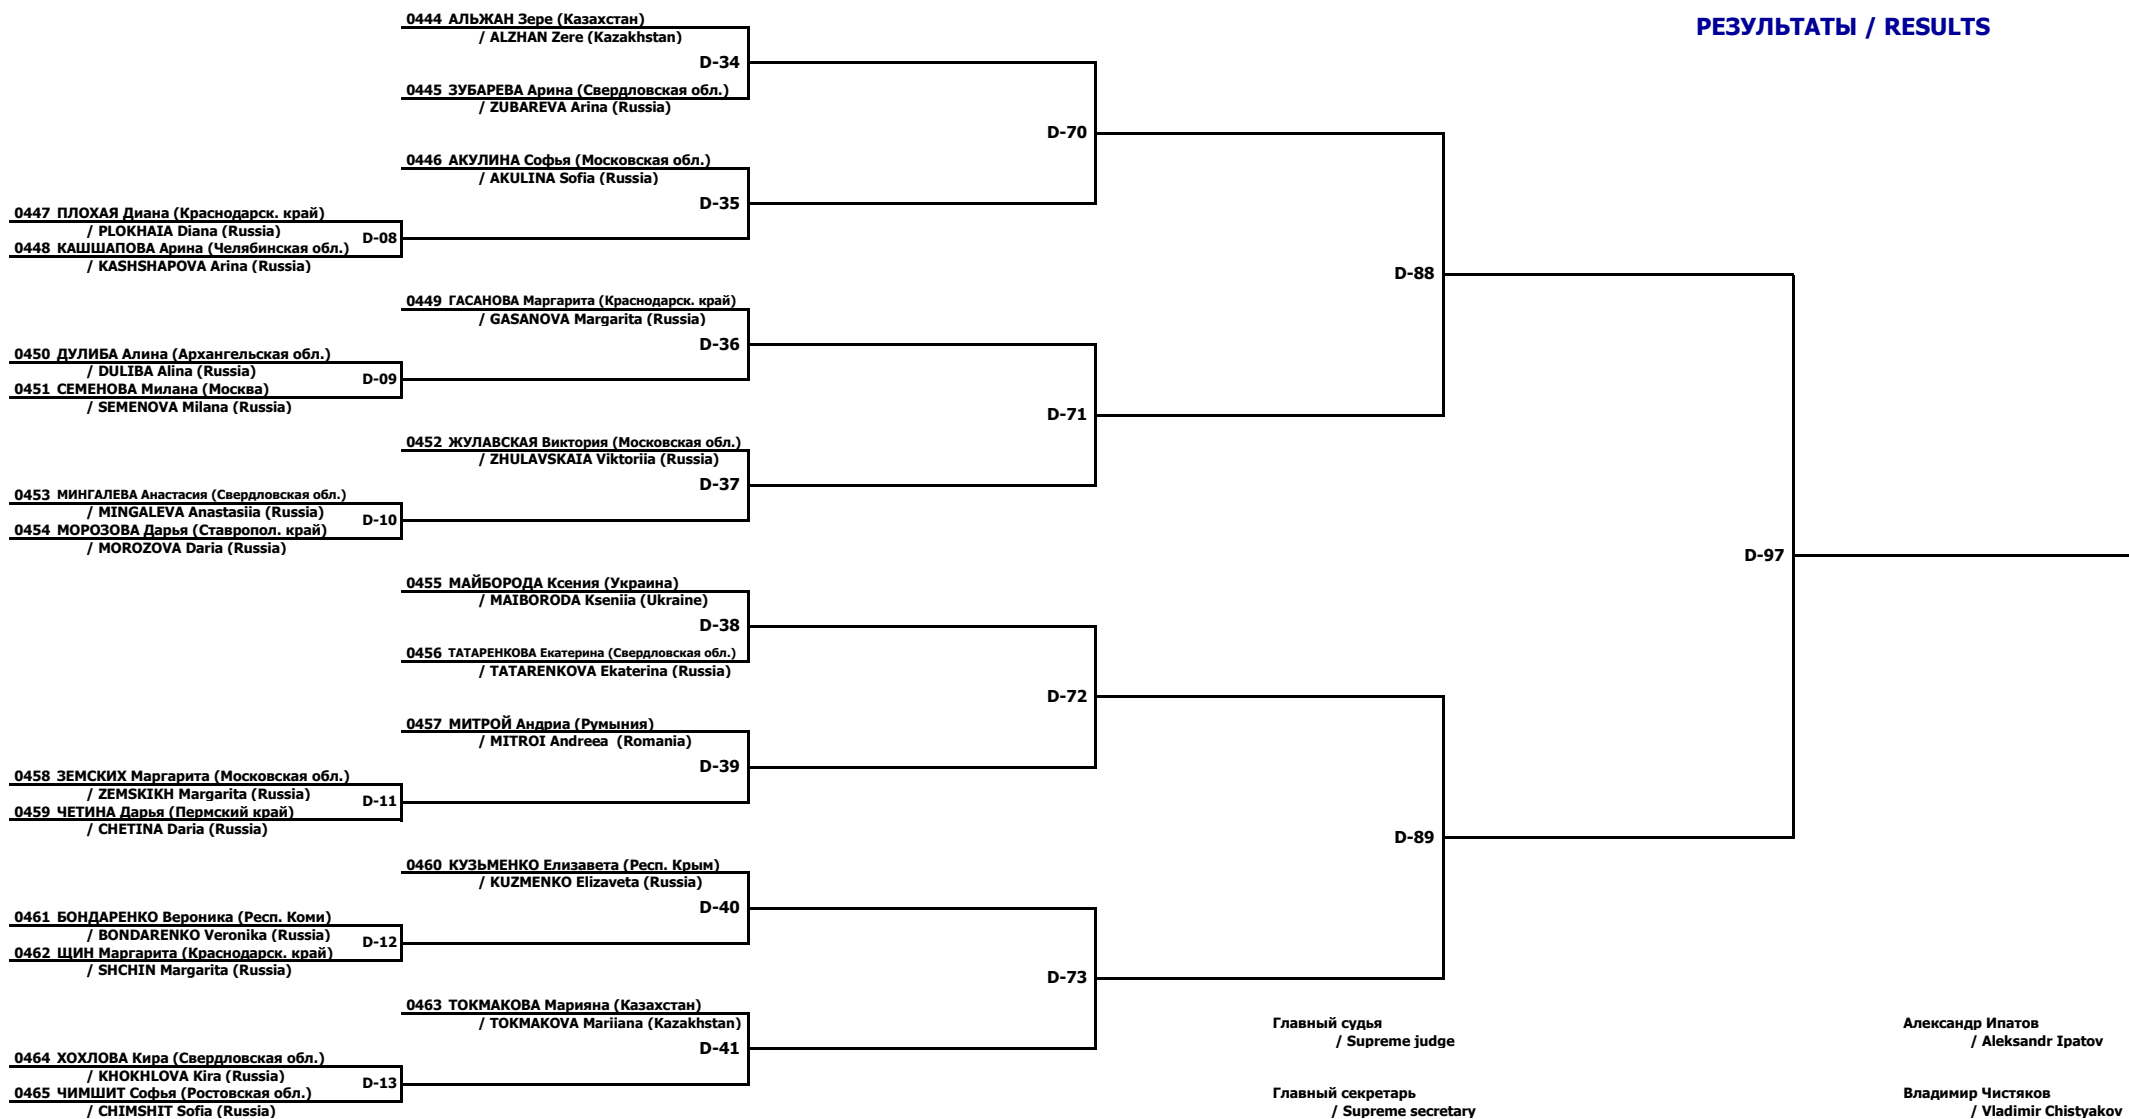 РЕЗУЛЬТАТЫ / RESULTS
0444 АЛЬЖАН Зере (Казахстан)
/ ALZHAN Zere (Kazakhstan)
D-34
0445 ЗУБАРЕВА Арина (Свердловская обл.)
/ ZUBAREVA Arina (Russia)
D-70
0446 АКУЛИНА Софья (Московская обл.)
/ AKULINA Sofia (Russia)
D-35
0447 ПЛОХАЯ Диана (Краснодарск. край)
/ PLOKHAIA Diana (Russia)
D-08
0448 КАШШАПОВА Арина (Челябинская обл.)
/ KASHSHAPOVA Arina (Russia)
D-88
0449 ГАСАНОВА Маргарита (Краснодарск. край)
/ GASANOVA Margarita (Russia)
D-36
0450 ДУЛИБА Алина (Архангельская обл.)
/ DULIBA Alina (Russia)
D-09
0451 СЕМЕНОВА Милана (Москва)
/ SEMENOVA Milana (Russia)
D-71
0452 ЖУЛАВСКАЯ Виктория (Московская обл.)
/ ZHULAVSKAIA Viktoriia (Russia)
D-37
0453 МИНГАЛЕВА Анастасия (Свердловская обл.)
/ MINGALEVA Anastasiia (Russia)
D-10
0454 МОРОЗОВА Дарья (Ставропол. край)
/ MOROZOVA Daria (Russia)
D-97
0455 МАЙБОРОДА Ксения (Украина)
/ MAIBORODA Kseniia (Ukraine)
D-38
0456 ТАТАРЕНКОВА Екатерина (Свердловская обл.)
/ TATARENKOVA Ekaterina (Russia)
D-72
0457 МИТРОЙ Андриа (Румыния)
/ MITROI Andreea (Romania)
D-39
0458 ЗЕМСКИХ Маргарита (Московская обл.)
/ ZEMSKIKH Margarita (Russia)
D-11
0459 ЧЕТИНА Дарья (Пермский край)
/ CHETINA Daria (Russia)
D-89
0460 КУЗЬМЕНКО Елизавета (Респ. Крым)
/ KUZMENKO Elizaveta (Russia)
D-40
0461 БОНДАРЕНКО Вероника (Респ. Коми)
/ BONDARENKO Veronika (Russia)
D-12
0462 ЩИН Маргарита (Краснодарск. край)
/ SHCHIN Margarita (Russia)
D-73
0463 ТОКМАКОВА Марияна (Казахстан)
/ TOKMAKOVA Mariiana (Kazakhstan)
D-41
0464 ХОХЛОВА Кира (Свердловская обл.)
/ KHOKHLOVA Kira (Russia)
D-13
0465 ЧИМШИТ Софья (Ростовская обл.)
/ CHIMSHIT Sofia (Russia)
Главный судья
/ Supreme judge
Александр Ипатов
/ Aleksandr Ipatov
Главный секретарь
/ Supreme secretary
Владимир Чистяков
/ Vladimir Chistyakov